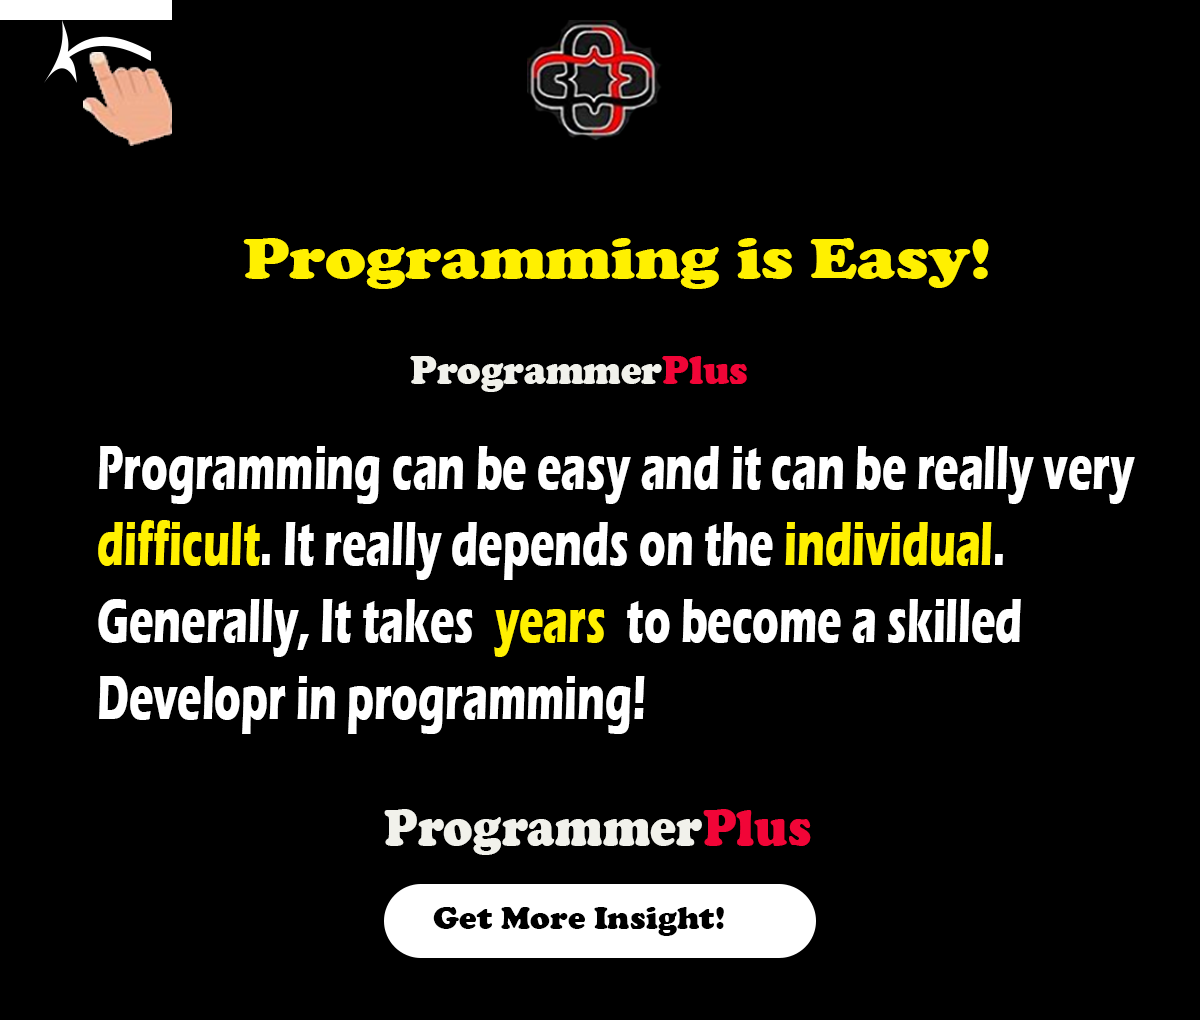 Programming is Easy!
ProgrammerPlus
Programming can be easy and it can be really very
difficult. It really depends on the individual.
Generally, It takes years to become a skilled
Developr in programming!
ProgrammerPlus
Get More Insight!